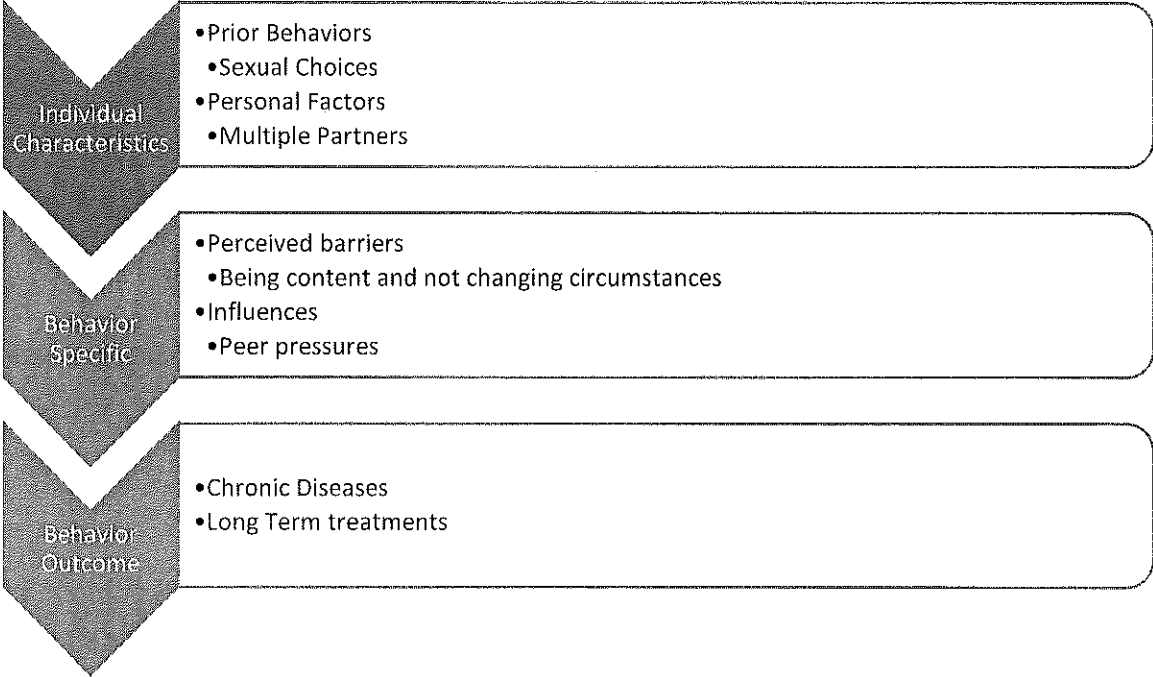 Individual
Characteristics
•Prior Behaviors
•Sexual Choices
•Personal Factors
•Multiple Partners
Behavior
Specific
•Perceived barriers
•Being content and not changing circumstances
•Influences
•Peer pressures
Behavior
Outcome
•Chronic Diseases
•Long Term treatments